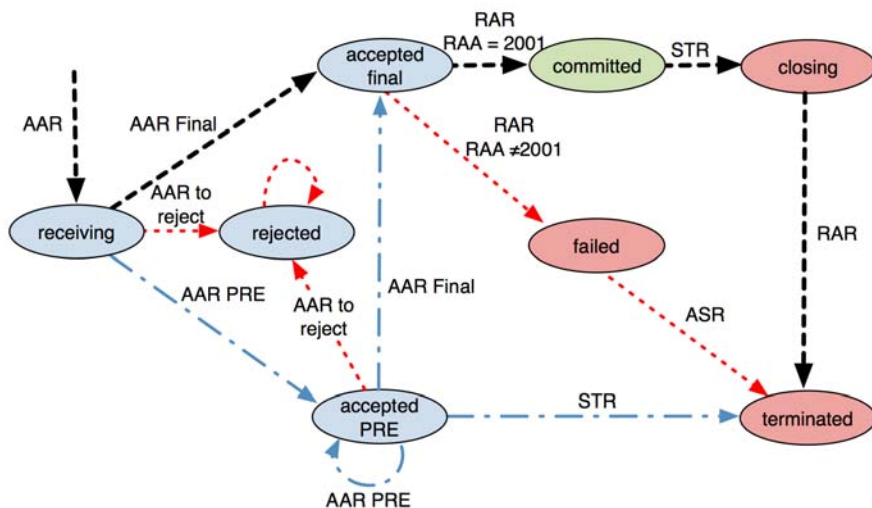 RAR
RAA = 2001
accepted
final
committed
STR
closing
AAR
AAR Final
RAR
RAA ≠2001
AAR to
reject
receiving
rejected
failed
RAR
AAR PRE
AAR to
reject
AAR Final
ASR
accepted
PRE
STR
terminated
AAR PRE